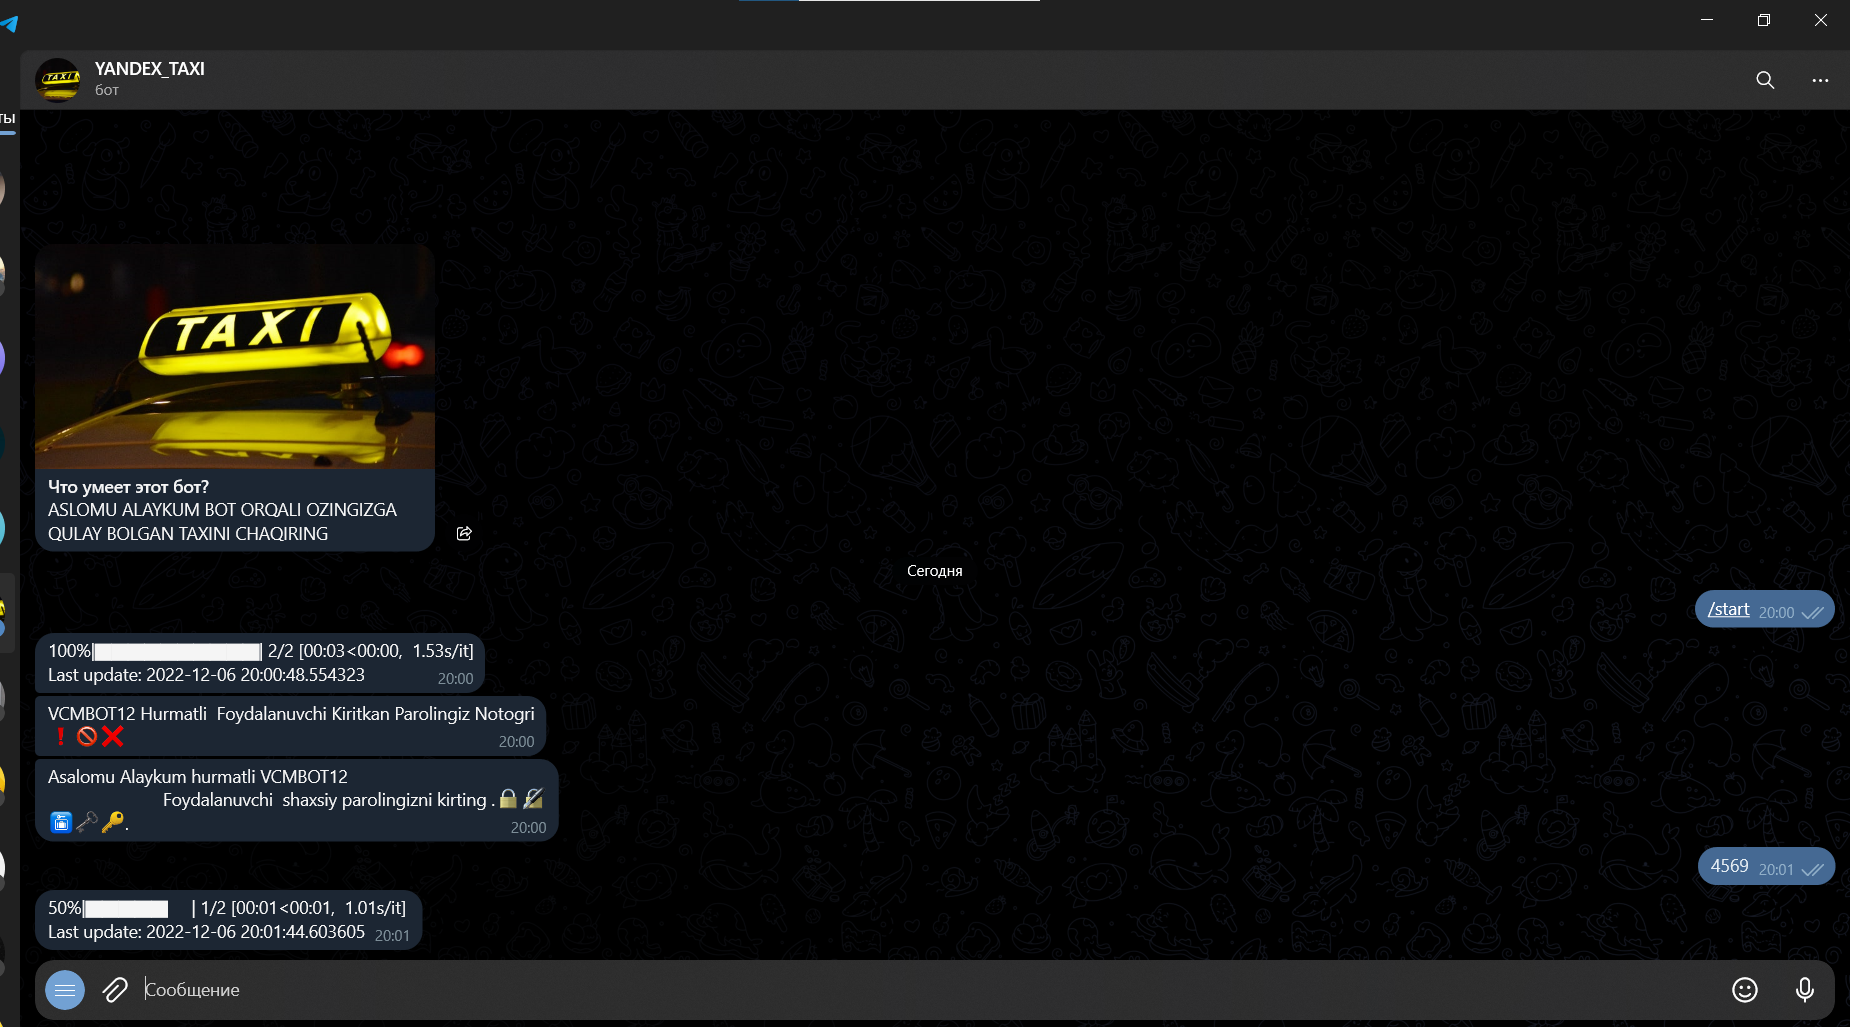 YANDEX_TAXI
бот
ты
TAXI
TAXI
Что умеет этот бот?
ASLOMU ALAYKUM BOT ORQALI OZINGIZGA
QULAY BOLGAN TAXINI CHAQIRING
Сегодня
/start 20:00
100%| | 2/2 [00:03<00:00, 1.53s/it]
Last update: 2022-12-06 20:00:48.554323 20:00
VCMBOT12 Hurmatli Foydalanuvchi Kiritkan Parolingiz Notogri
❗🚫❌ 20:00
Asalomu Alaykum hurmatli VCMBOT12
Foydalanuvchi shaxsiy parolingizni kirting .🔒🔏
🛅🗝🔑. 20:00
4569 20:01
50%| | 1/2 [00:01<00:01, 1.01s/it]
Last update: 2022-12-06 20:01:44.603605 20:01
Сообщение